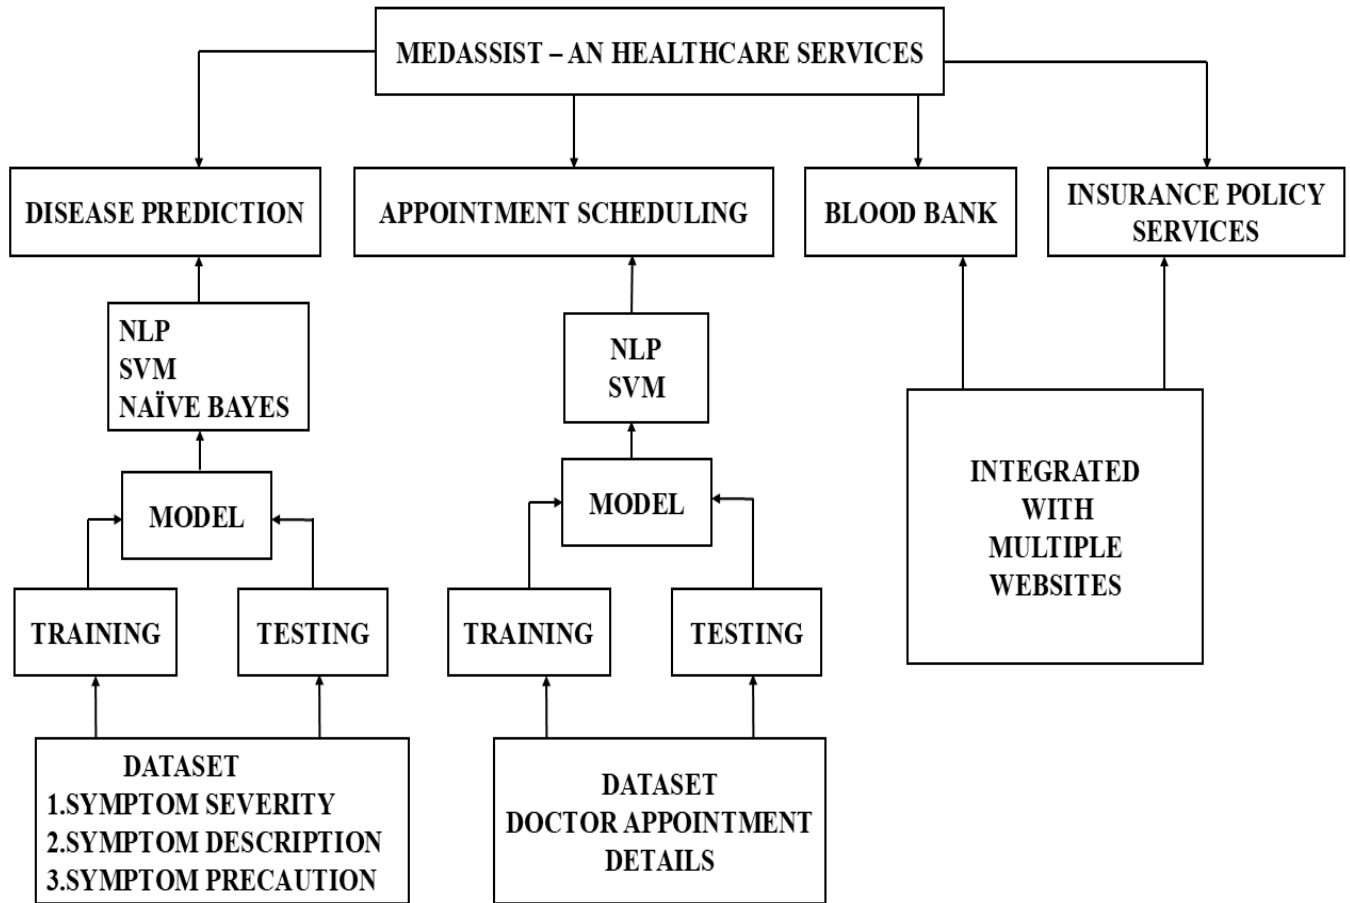 MEDASSIST – AN HEALTHCARE SERVICES
DISEASE PREDICTION
APPOINTMENT SCHEDULING
BLOOD BANK
INSURANCE POLICY
SERVICES
NLP
SVM
NAÏVE BAYES
NLP
SVM
INTEGRATED
WITH
MULTIPLE
WEBSITES
MODEL
MODEL
TRAINING
TESTING
TRAINING
TESTING
DATASET
1.SYMPTOM SEVERITY
2.SYMPTOM DESCRIPTION
3.SYMPTOM PRECAUTION
DATASET
DOCTOR APPOINTMENT
DETAILS